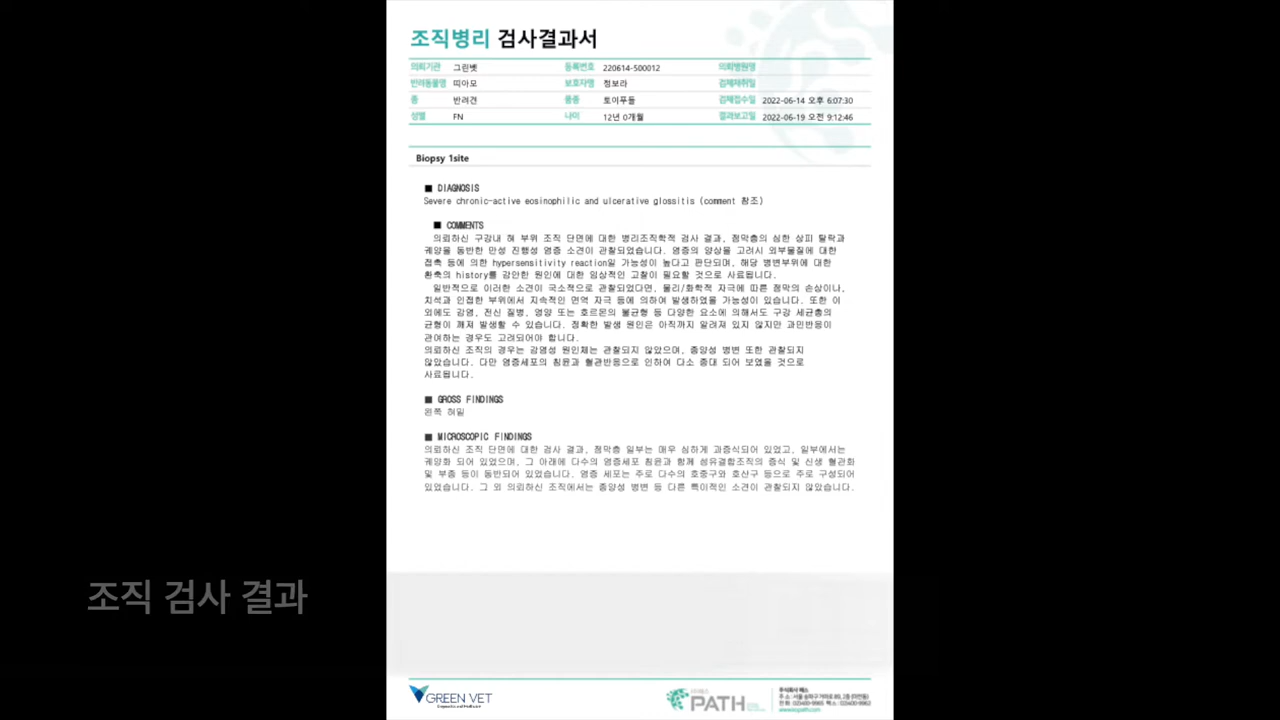 조직병리 검사결과서
의뢰기관 그린벳 등록번호 220614-500012 의뢰병원명
반려동물명 띠아모 보호자명 정보라 검체채취일
종 반려견 품종 토이푸들 검체접수일 2022-06-14 오후 6:07:30
성별 FN 나이 12년 0개월 결과보고일 2022-06-19 오전 9:12:46
Biopsy 1site
■ DIAGNOSIS
Severe chronic-active eosinophilic and ulcerative glossitis (comment 참조)
■ COMMENTS
의뢰하신 구강내 혀 부위 조직 단면에 대한 병리조직학적 검사 결과, 점막층의 심한 상피 탈락과
궤양을 동반한 만성 진행성 염증 소견이 관찰되었습니다. 염증의 양상을 고려시 외부물질에 대한
접촉 등에 의한 hypersensitivity reaction일 가능성이 높다고 판단되며, 해당 병변부위에 대한
환축의 history를 감안한 원인에 대한 임상적인 고찰이 필요할 것으로 사료됩니다.
일반적으로 이러한 소견이 국소적으로 관찰되었다면, 물리/화학적 자극에 따른 점막의 손상이나,
치석과 인접한 부위에서 지속적인 면역 자극 등에 의하여 발생하였을 가능성이 있습니다. 또한 이
외에도 감염, 전신 질병, 영양 또는 호르몬의 불균형 등 다양한 요소에 의해서도 구강 세균총의
균형이 깨져 발생할 수 있습니다. 정확한 발생 원인은 아직까지 알려져 있지 않지만 과민반응이
관여하는 경우도 고려되어야 합니다.
의뢰하신 조직의 경우는 감염성 원인체는 관찰되지 않았으며, 종양성 병변 또한 관찰되지
않았습니다. 다만 염증세포의 침윤과 혈관반응으로 인하여 다소 종대 되어 보였을 것으로
사료됩니다.
■ GROSS FINDINGS
왼쪽 혀밑
■ MICROSCOPIC FINDINGS
의뢰하신 조직 단면에 대한 검사 결과, 점막층 일부는 매우 심하게 과증식되어 있었고, 일부에서는
궤양화 되어 있었으며, 그 아래에 다수의 염증세포 침윤과 함께 섬유결합조직의 증식 및 신생 혈관화
및 부종 등이 동반되어 있었습니다. 염증 세포는 주로 다수의 호중구와 호산구 등으로 주로 구성되어
있었습니다. 그 외 의뢰하신 조직에서는 종양성 병변 등 다른 특이적인 소견이 관찰되지 않았습니다.
조직 검사 결과
GREEN VET
PATH